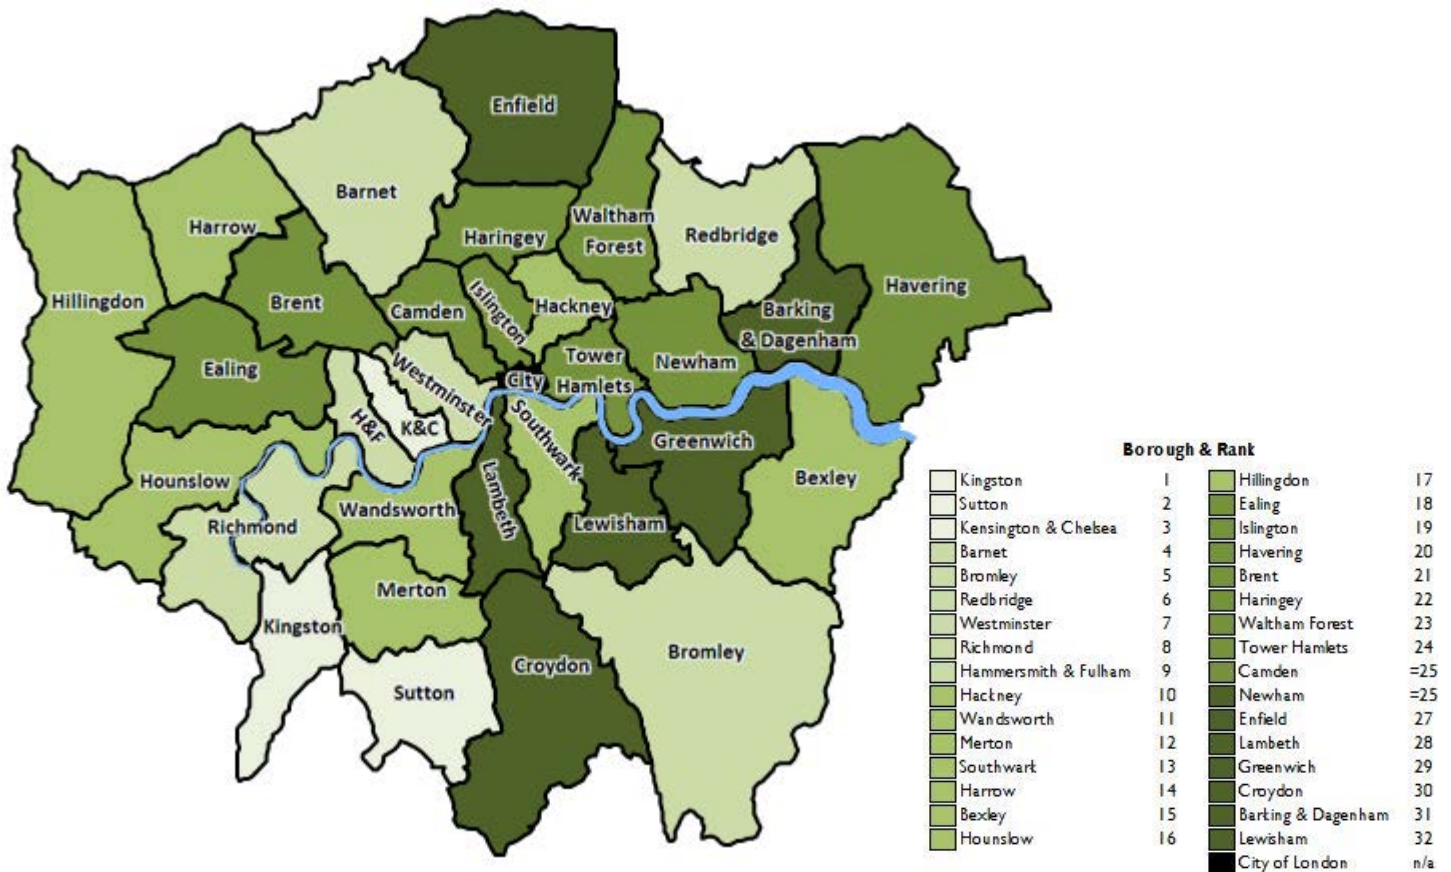 Enfield
Barnet
Harrow
Waltham
Forest
Haringey
Redbridge
Hillingdon
Brent
Camden
Islington
Hackney
Havering
Barking
& Dagenham
Ealing
Westminster
Tower
Hamlets
Newham
City
H&F
K&C
Southwark
Greenwich
Hounslow
Richmond
Wandsworth
Lambeth
Lewisham
Bexley
Merton
Kingston
Sutton
Croydon
Bromley
Borough & Rank
Kingston 1
Sutton 2
Kensington & Chelsea 3
Barnet 4
Bromley 5
Redbridge 6
Westminster 7
Richmond 8
Hammersmith & Fulham 9
Hackney 10
Wandsworth 11
Merton 12
Southwark 13
Harrow 14
Bexley 15
Hounslow 16
Hillingdon 17
Ealing 18
Islington 19
Havering 20
Brent 21
Haringey 22
Waltham Forest 23
Tower Hamlets 24
Camden =25
Newham =25
Enfield 27
Lambeth 28
Greenwich 29
Croydon 30
Barking & Dagenham 31
Lewisham 32
City of London n/a